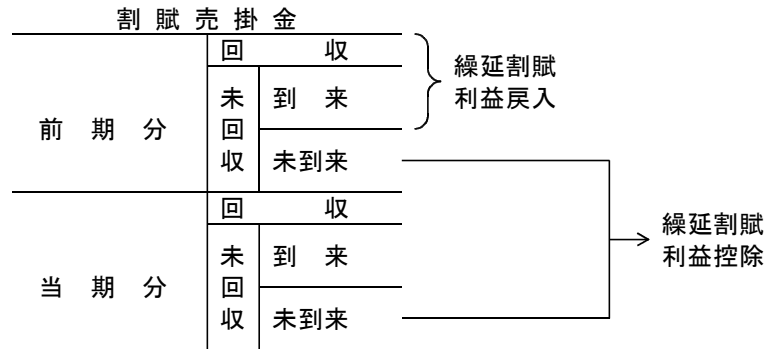 割賦売掛金
回収
繰延割賦
利益戻入
前期分
未回収
到来
未到来
回収
繰延割賦
利益控除
当期分
未回収
到来
未到来